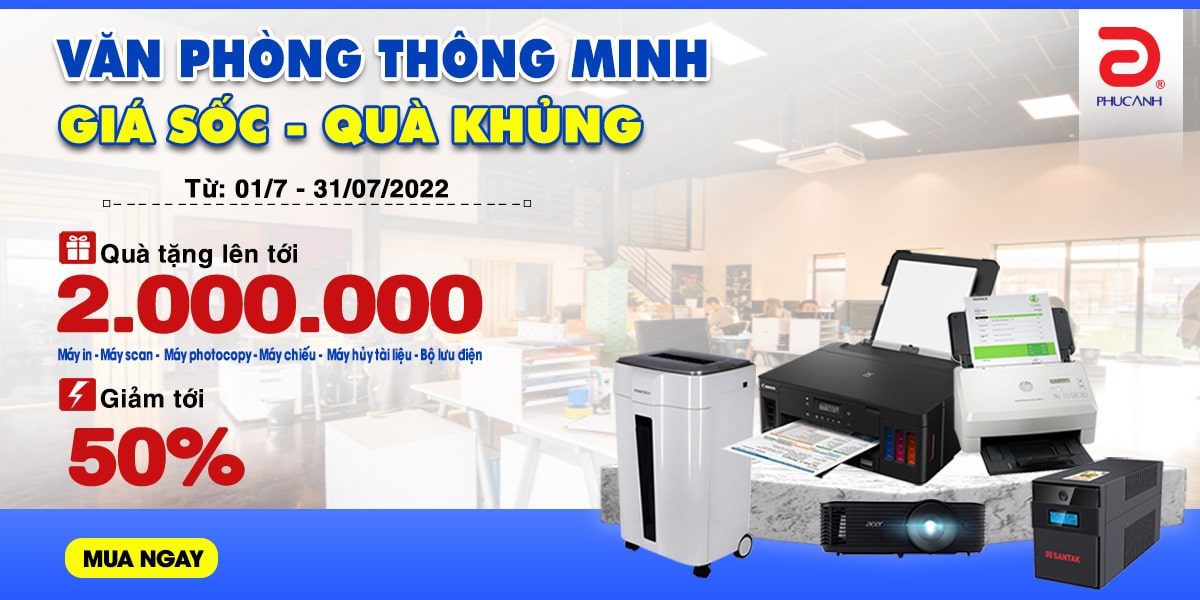 VĂN PHÒNG THÔNG MINH
GIÁ SỐC - QUÀ KHỦNG
PHUCANH
®
Từ: 01/7 - 31/07/2022
Quà tặng lên tới
2.000.000
Máy in - Máy scan - Máy photocopy - Máy chiếu - Máy hủy tài liệu - Bộ lưu điện
Giảm tới
50%
MUA NGAY
Canon
hp
INVOICE
acer
SANTAK